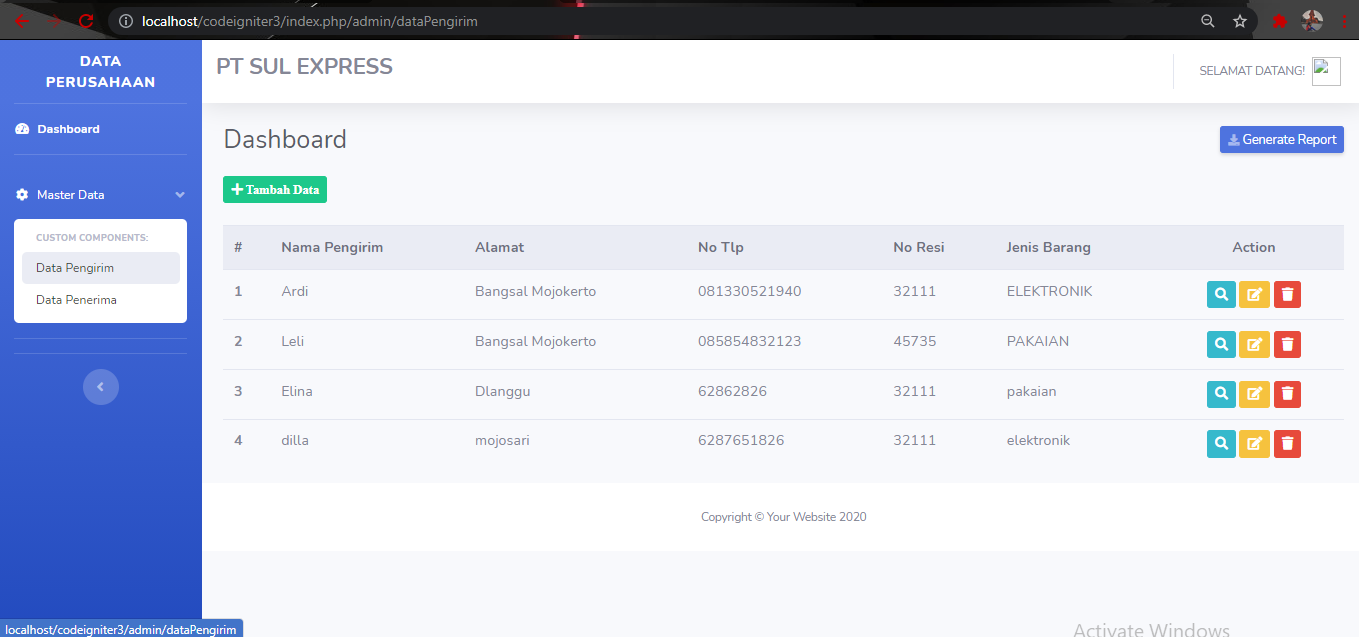 localhost/codeigniter3/index.php/admin/dataPengirim
DATA
PERUSAHAAN
PT SUL EXPRESS
SELAMAT DATANG!
Dashboard
Master Data
CUSTOM COMPONENTS:
Data Pengirim
Data Penerima
Dashboard
Generate Report
Tambah Data
# Nama Pengirim Alamat No Tlp No Resi Jenis Barang Action
1 Ardi Bangsal Mojokerto 081330521940 32111 ELEKTRONIK
2 Leli Bangsal Mojokerto 085854832123 45735 PAKAIAN
3 Elina Dlanggu 62862826 32111 pakaian
4 dilla mojosari 6287651826 32111 elektronik
Copyright © Your Website 2020
Activate Windows
localhost/codeigniter3/admin/dataPengirim